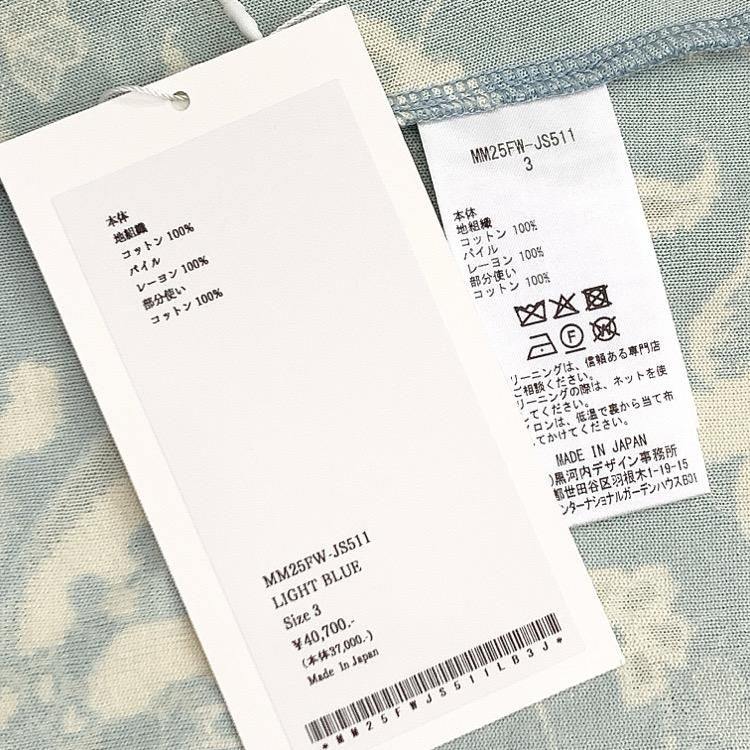 本体
地組織
コットン 100%
パイル
レーヨン 100%
部分使い
コットン 100%
MM25FW-JS511
LIGHT BLUE
Size 3
¥40,700.-
(本体37,000.-)
Made In Japan
*MM25FWJS511LB3J*
MM25FW-JS511
3
本体
地組織
コットン 100%
パイル
レーヨン 100%
部分使い
コットン 100%
F
W
リーニングは、信頼ある専門店
ご相談ください。
リーニングの際は、ネットを使
してください。
イロンは、低温で裏から当て布
してかけてください。
MADE IN JAPAN
)黒河内デザイン事務所
都世田谷区羽根木1-19-15
ンターナショナルガーデンハウスB01